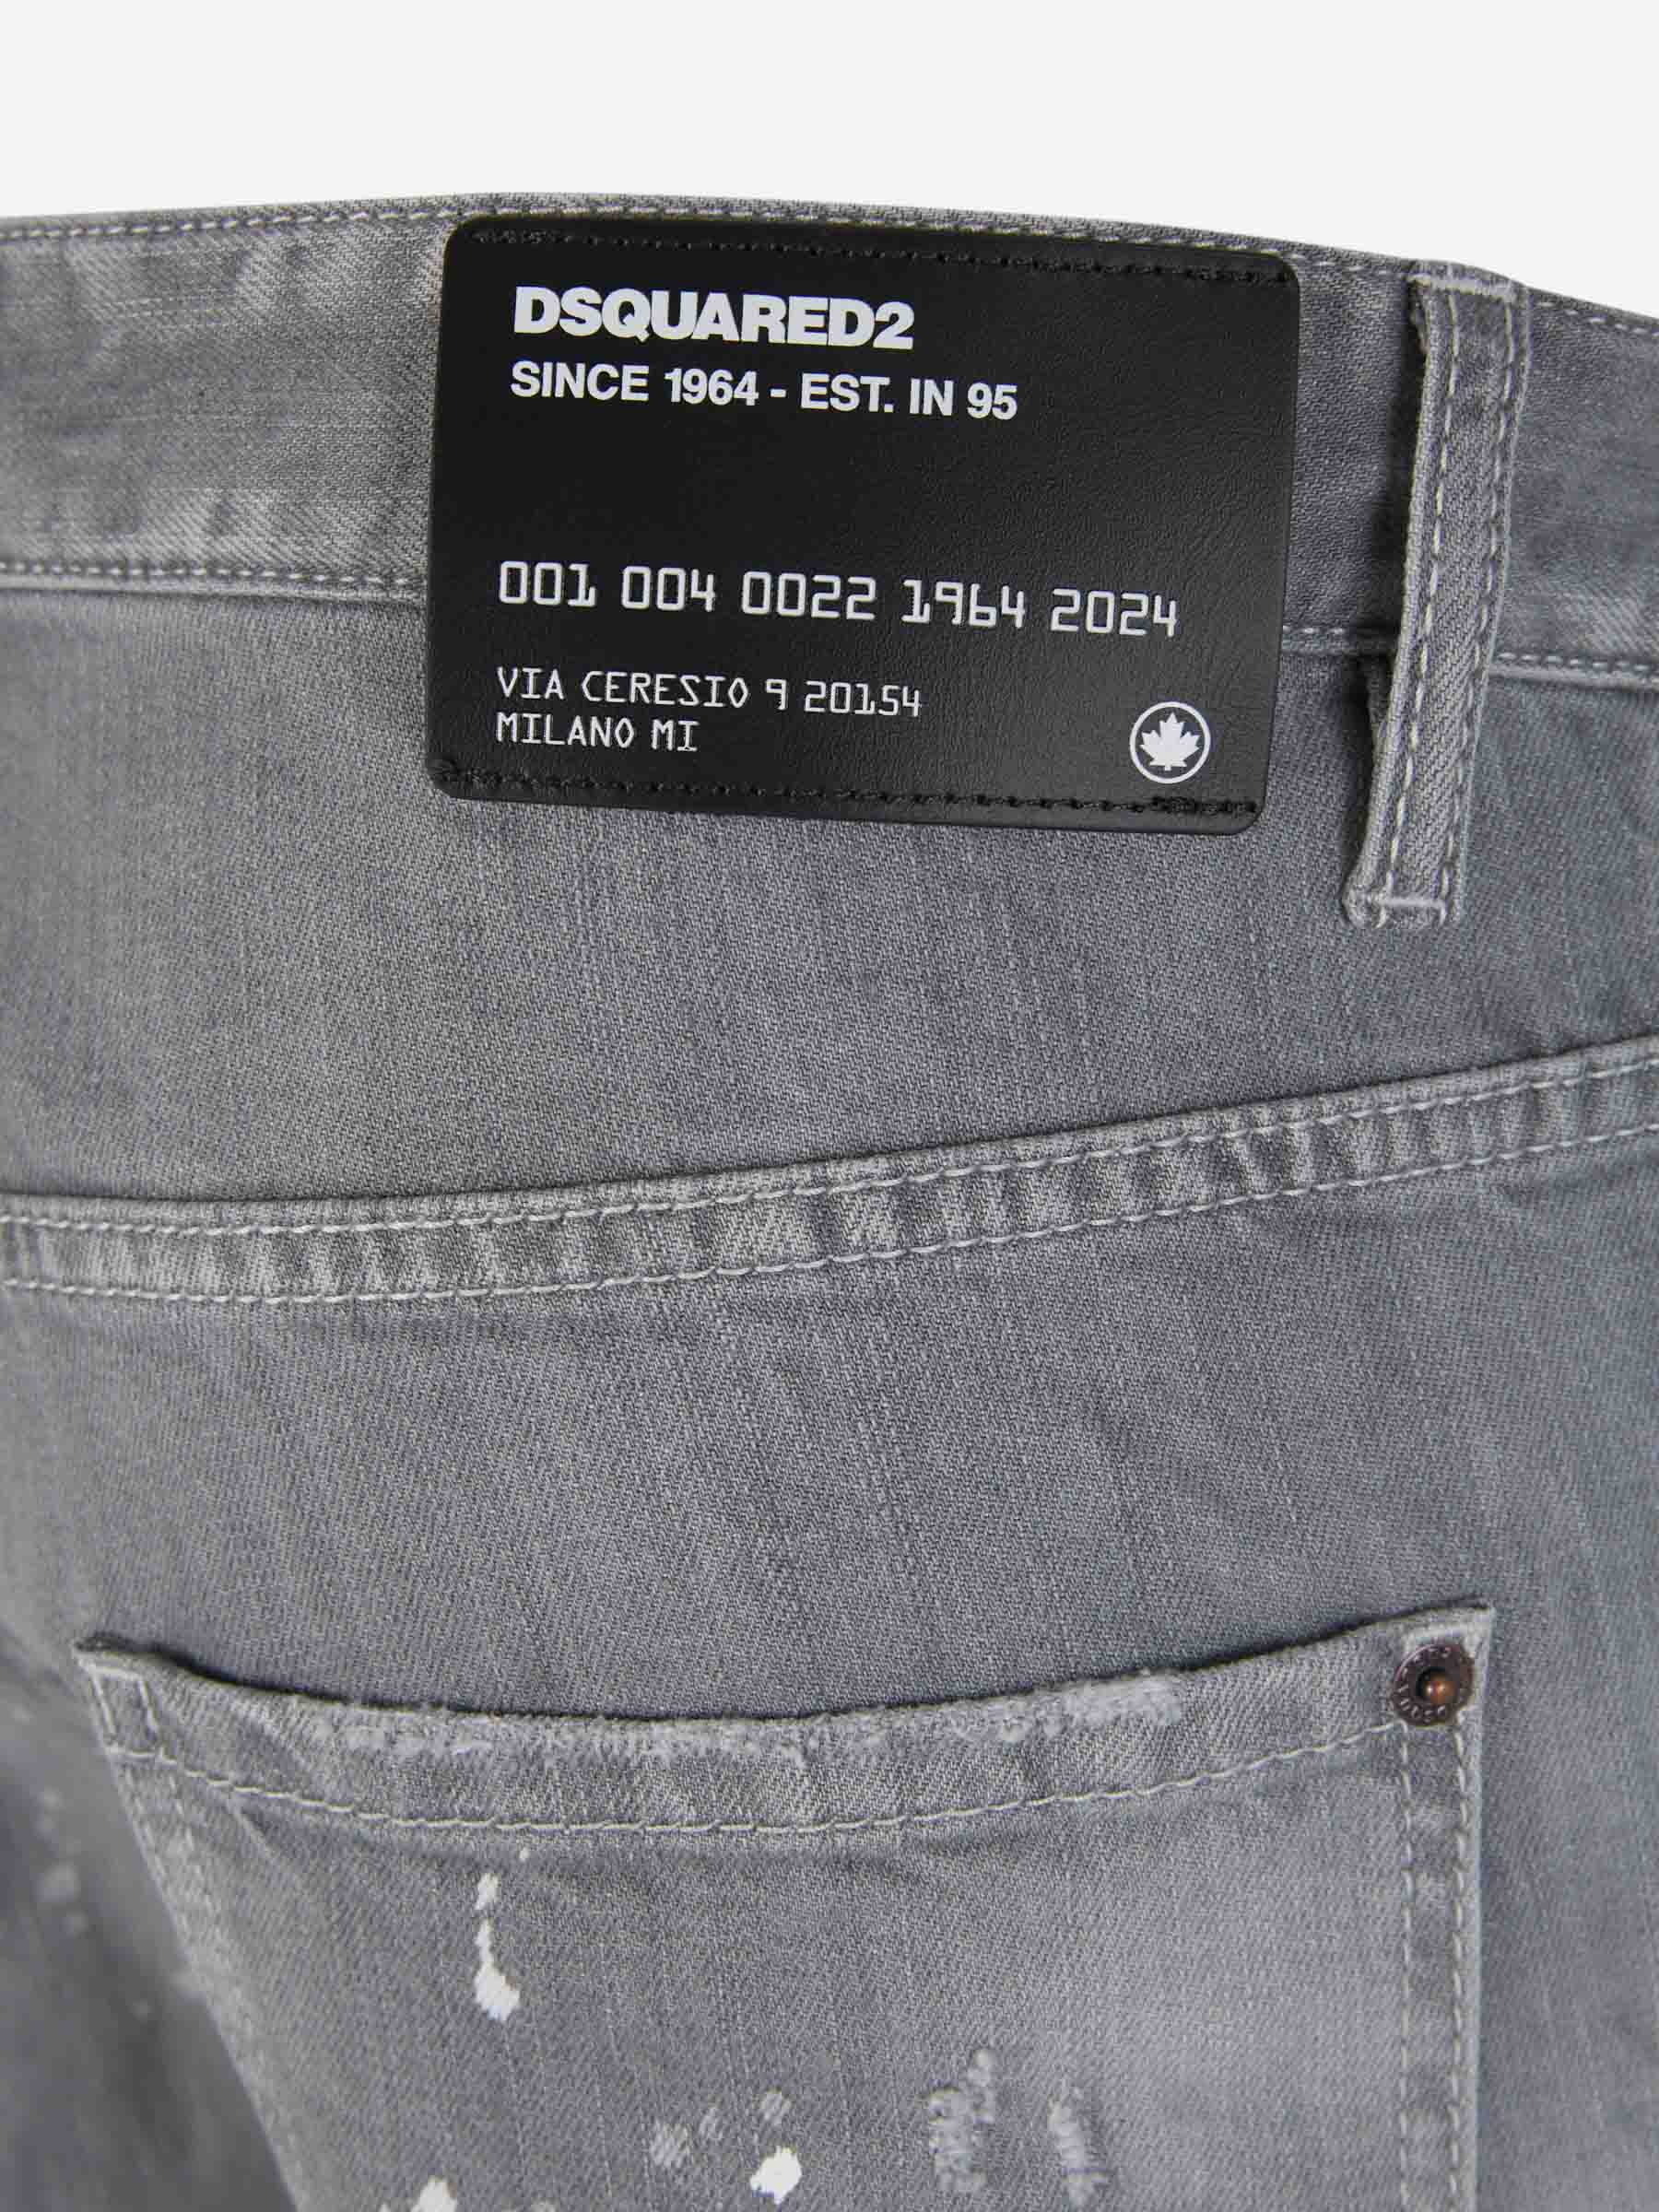 DSQUARED2
SINCE 1964 - EST. IN 95
001 004 0022 1964 2024
VIA CERESIO 9 20154
MILANO MI